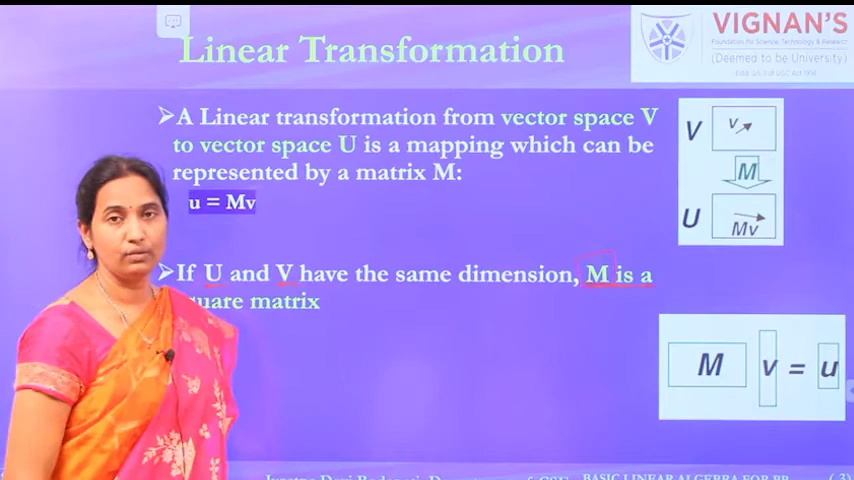 Linear Transformation
VIGNAN'S
Foundation for Science, Technology & Research
(Deemed to be University)
➢A Linear transformation from vector space V
to vector space U is a mapping which can be
represented by a matrix M:
u = Mv
V v
M
U Mv
➢If U and V have the same dimension, M is a
quare matrix
M v = u
BASIC LINEAR ALGEBRA FOR
( 3)